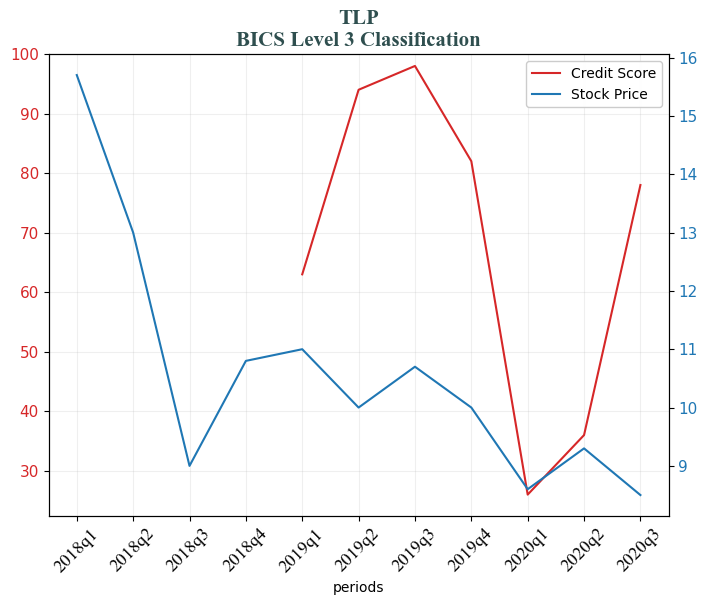 TLP
BICS Level 3 Classification
Credit Score
Stock Price
100
90
80
70
60
50
40
30
16
15
14
13
12
11
10
9
2018q1
2018q2
2018q3
2018q4
2019q1
2019q2
2019q3
2019q4
2020q1
2020q2
2020q3
periods